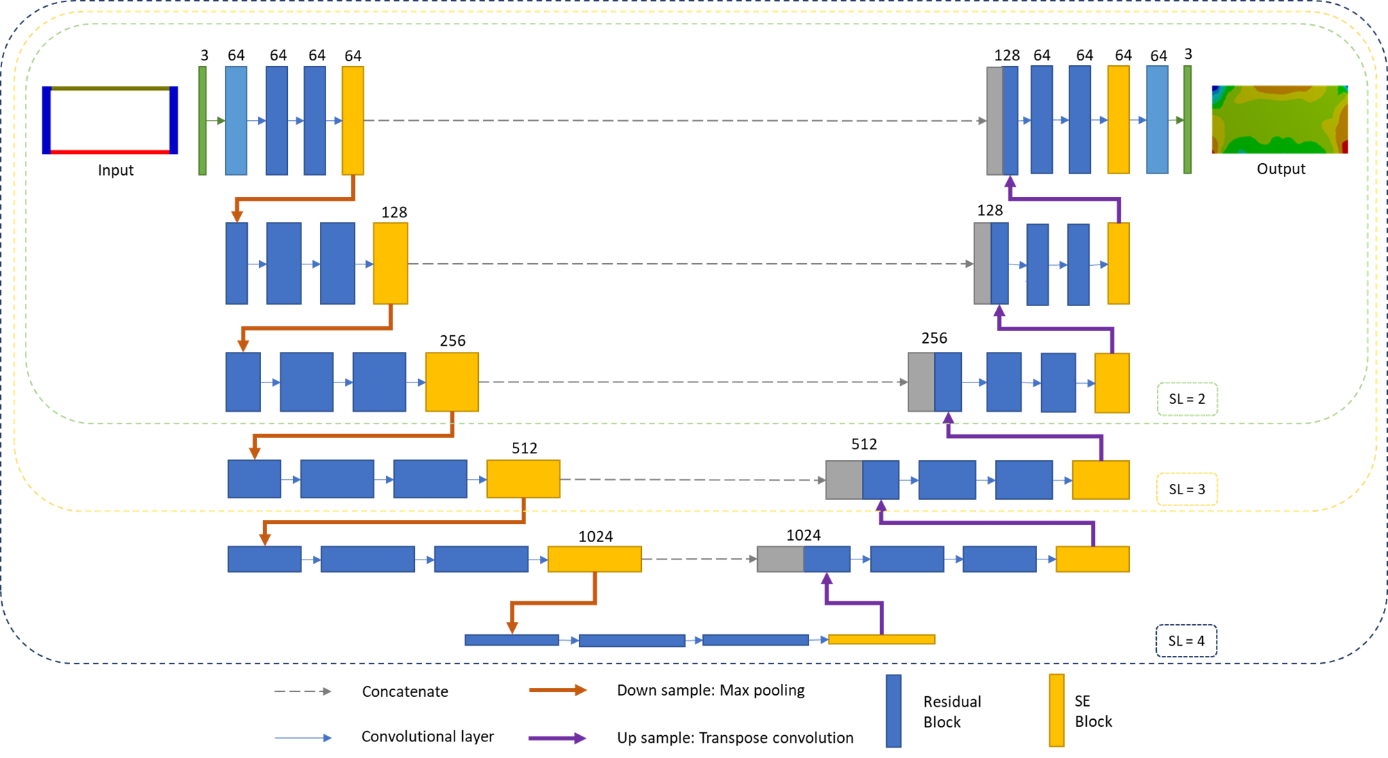 3 64 64 64 64
128 64 64 64 64 3
Input
Output
128
128
256
256
SL = 2
512
512
SL = 3
1024
1024
SL = 4
Concatenate
Down sample: Max pooling
Residual
Block
SE
Block
Convolutional layer
Up sample: Transpose convolution